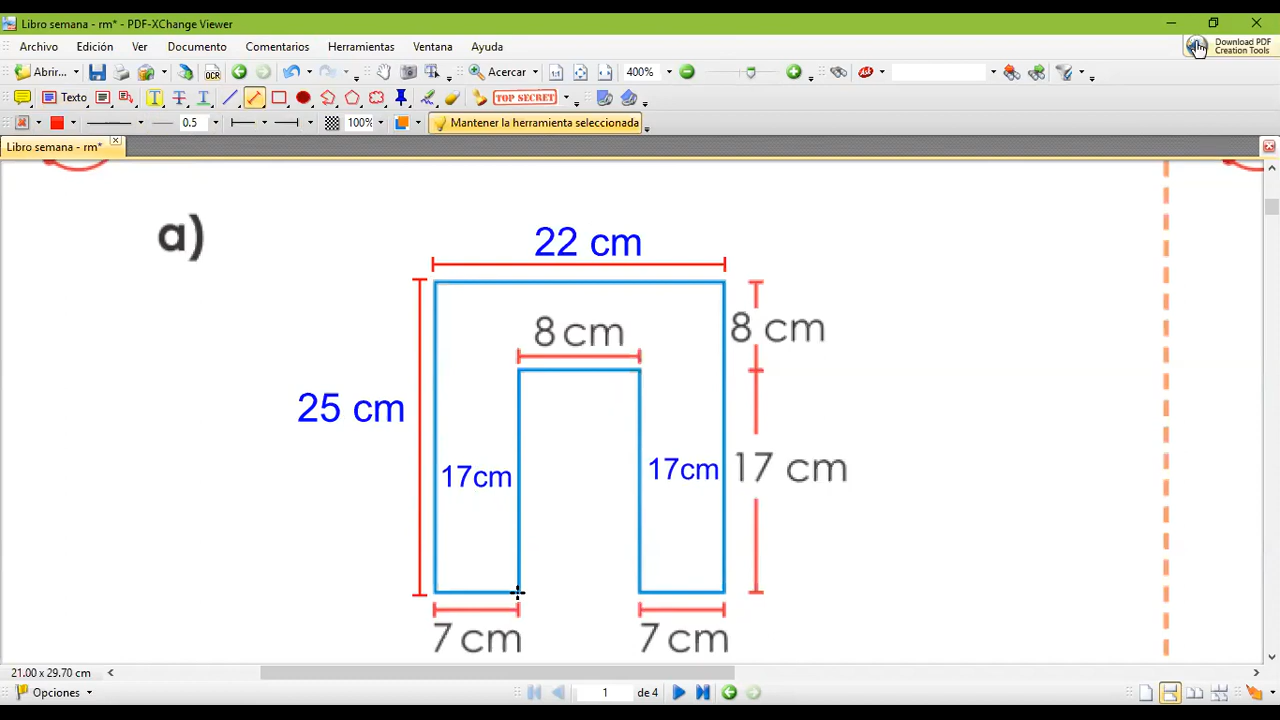 Libro semana - rm* - PDF-XChange Viewer
Archivo Edición Ver Documento Comentarios Herramientas Ventana Ayuda
Download PDF
Creation Tools
Abrir... OCR Acercar 1:1 400%
T Texto T T T TOP SECRET
0.5 100% Mantener la herramienta seleccionada
Libro semana - rm*
a)
22 cm
8 cm
8 cm
25 cm
17cm
17cm
17 cm
7 cm
7 cm
21.00 x 29.70 cm
Opciones 1 de 4